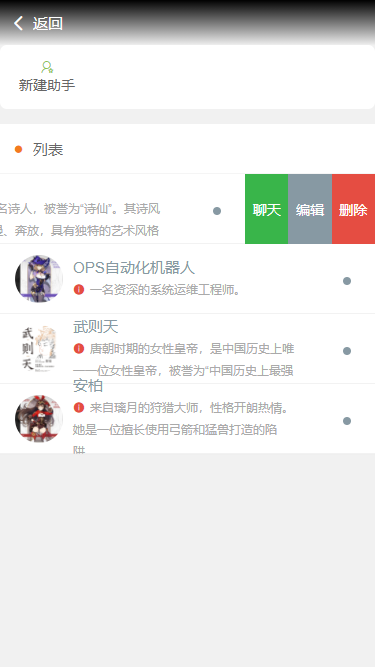 返回
新建助手
列表
名诗人，被誉为“诗仙”。其诗风
、奔放，具有独特的艺术风格
聊天
编辑
删除
OPS自动化机器人
一名资深的系统运维工程师。
武则天
武则天
唐朝时期的女性皇帝，是中国历史上唯
一一位女性皇帝，被誉为“中国历史上最强
安柏
来自璃月的狩猎大师，性格开朗热情。
她是一位擅长使用弓箭和猛兽打造的陷
阱